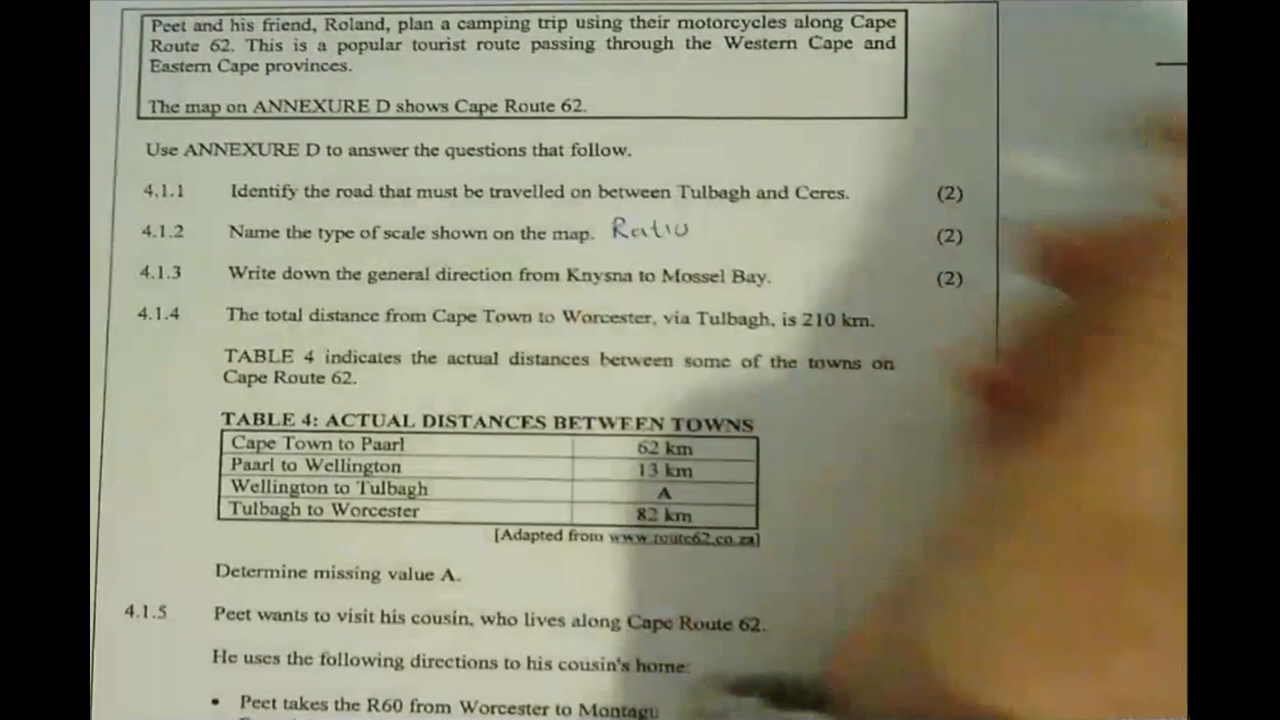 Peet and his friend, Roland, plan a camping trip using their motorcycles along Cape
Route 62. This is a popular tourist route passing through the Western Cape and
Eastern Cape provinces.
The map on ANNEXURE D shows Cape Route 62.
Use ANNEXURE D to answer the questions that follow.
4.1.1 Identify the road that must be travelled on between Tulbagh and Ceres. (2)
4.1.2 Name the type of scale shown on the map. Ratio (2)
4.1.3 Write down the general direction from Knysna to Mossel Bay. (2)
4.1.4 The total distance from Cape Town to Worcester, via Tulbagh, is 210 km.
TABLE 4 indicates the actual distances between some of the towns on
Cape Route 62.
TABLE 4: ACTUAL DISTANCES BETWEEN TOWNS
Cape Town to Paarl 62 km
Paarl to Wellington 13 km
Wellington to Tulbagh A
Tulbagh to Worcester 82 km
[Adapted from www.route62.co.za]
Determine missing value A.
4.1.5 Peet wants to visit his cousin, who lives along Cape Route 62.
He uses the following directions to his cousin's home:
• Peet takes the R60 from Worcester to Montagu